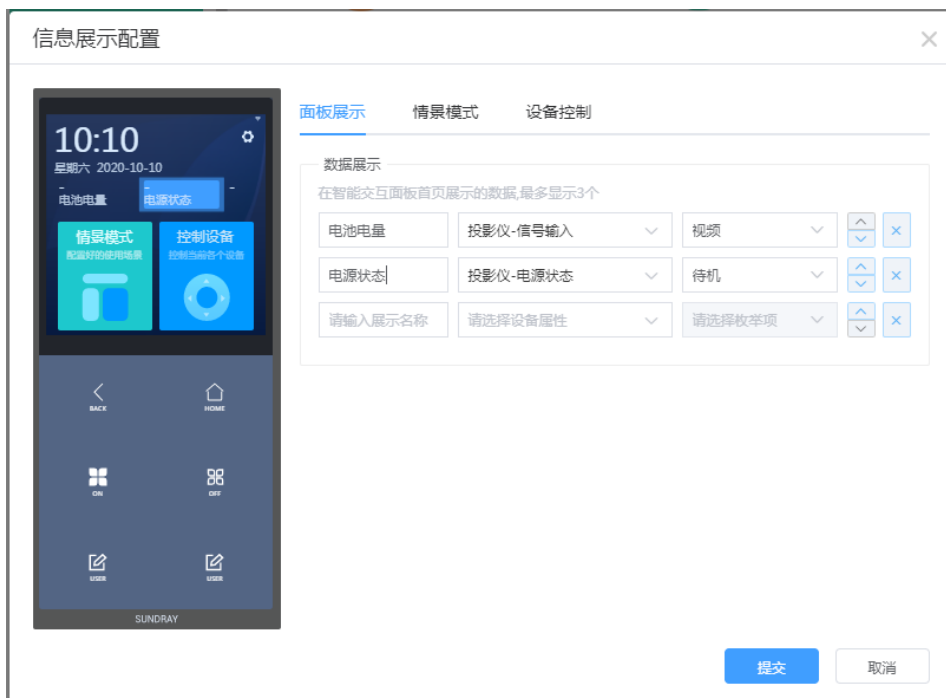 信息展示配置
10:10
星期六 2020-10-10
- - -
电池电量 电源状态
情景模式 控制设备
配置好的使用场景 控制当前各个设备
BACK HOME
ON OFF
USER USER
SUNDRAY
面板展示 情景模式 设备控制
数据展示
在智能交互面板首页展示的数据,最多显示3个
电池电量 投影仪-信号输入 视频
电源状态 投影仪-电源状态 待机
请输入展示名称 请选择设备属性 请选择枚举项
提交 取消